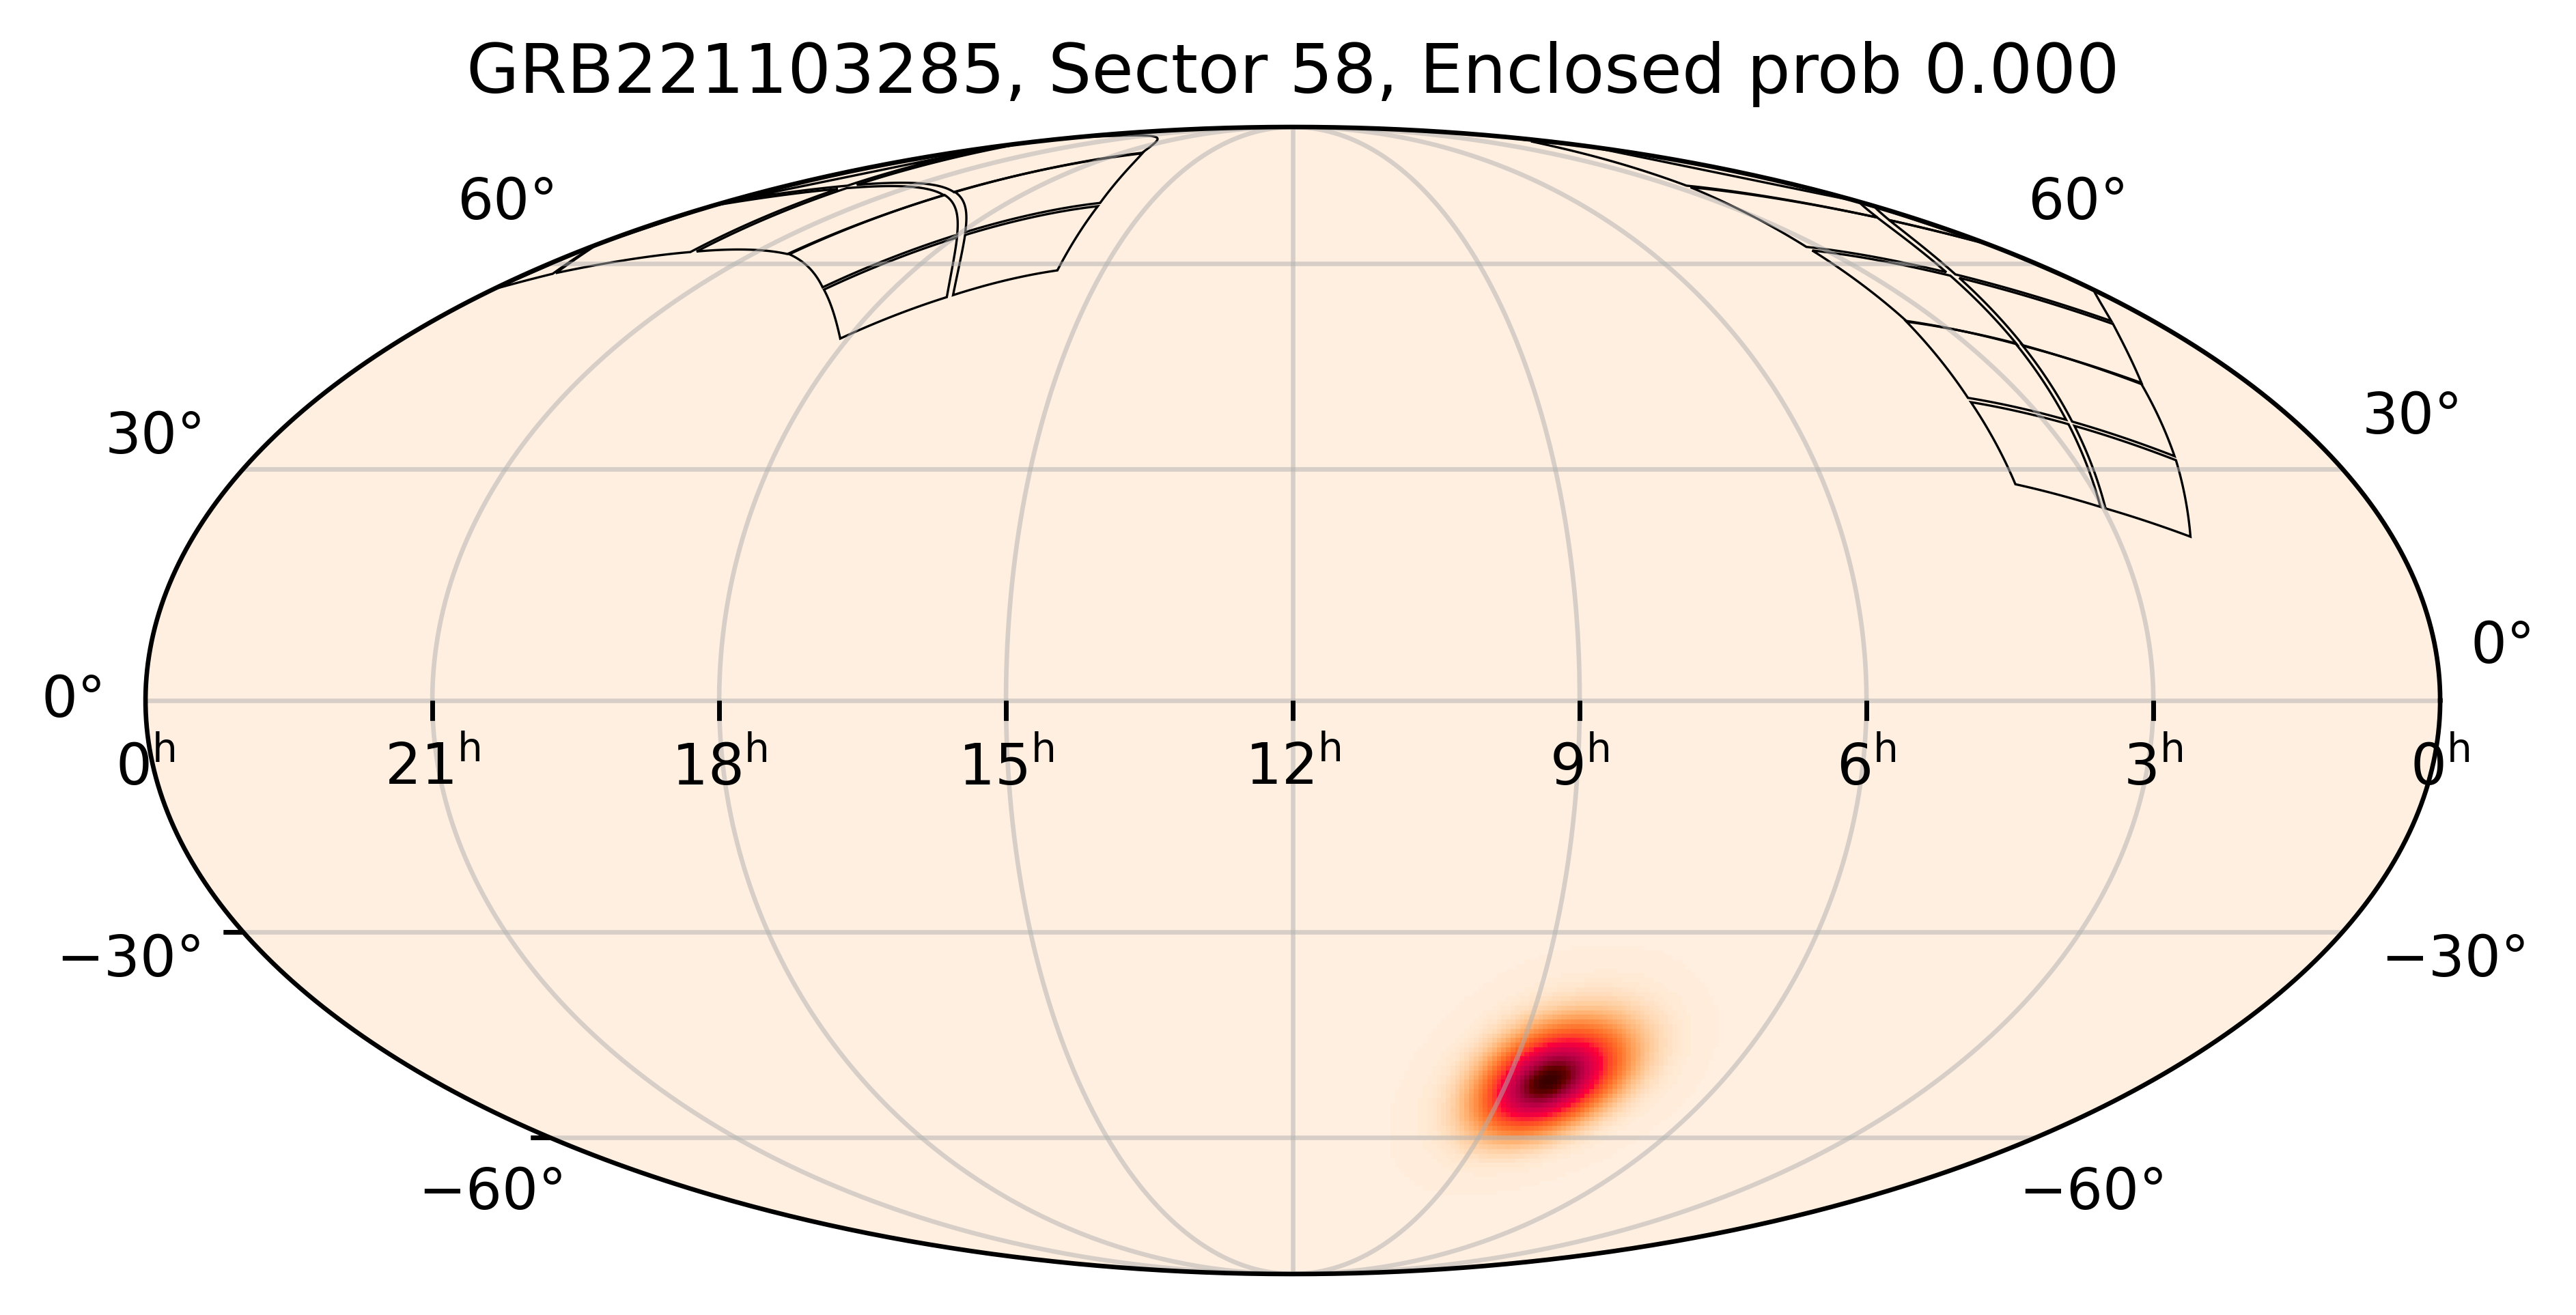 GRB221103285, Sector 58, Enclosed prob 0.000
60° 60°
30° 30°
0° 0°
0ʰ 21ʰ 18ʰ 15ʰ 12ʰ 9ʰ 6ʰ 3ʰ 0ʰ
−30° −30°
−60° −60°